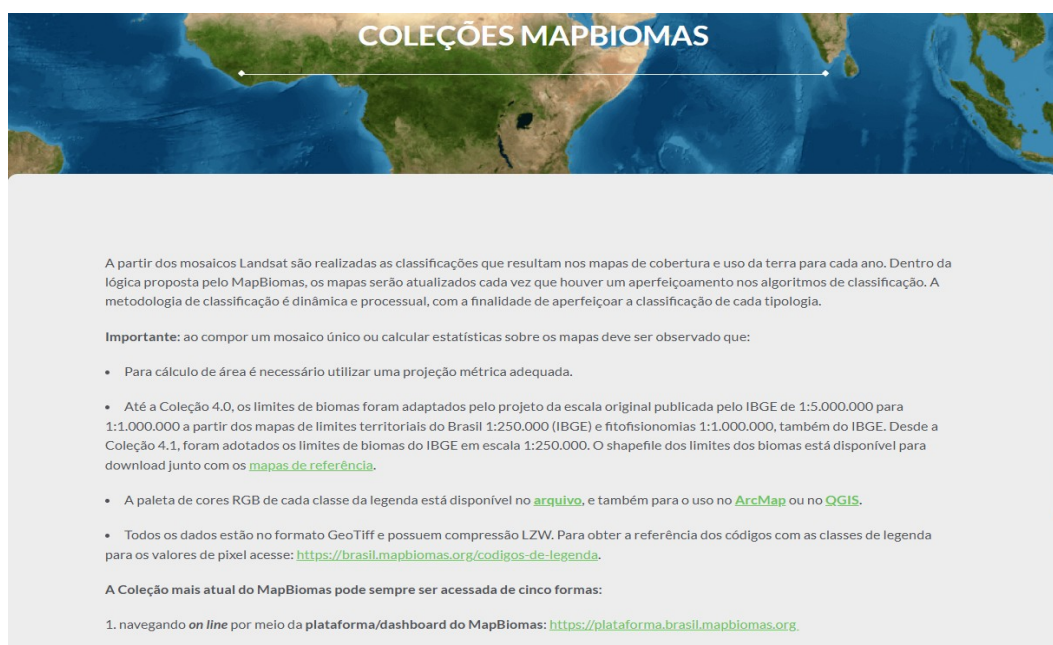 COLEÇÕES MAPBIOMAS
A partir dos mosaicos Landsat são realizadas as classificações que resultam nos mapas de cobertura e uso da terra para cada ano. Dentro da
lógica proposta pelo MapBiomas, os mapas serão atualizados cada vez que houver um aperfeiçoamento nos algoritmos de classificação. A
metodologia de classificação é dinâmica e processual, com a finalidade de aperfeiçoar a classificação de cada tipologia.
Importante: ao compor um mosaico único ou calcular estatísticas sobre os mapas deve ser observado que:
• Para cálculo de área é necessário utilizar uma projeção métrica adequada.
• Até a Coleção 4.0, os limites de biomas foram adaptados pelo projeto da escala original publicada pelo IBGE de 1:5.000.000 para
1:1.000.000 a partir dos mapas de limites territoriais do Brasil 1:250.000 (IBGE) e fitofisionomias 1:1.000.000, também do IBGE. Desde a
Coleção 4.1, foram adotados os limites de biomas do IBGE em escala 1:250.000. O shapefile dos limites dos biomas está disponível para
download junto com os mapas de referência.
• A paleta de cores RGB de cada classe da legenda está disponível no arquivo, e também para o uso no ArcMap ou no QGIS.
• Todos os dados estão no formato GeoTiff e possuem compressão LZW. Para obter a referência dos códigos com as classes de legenda
para os valores de pixel acesse: https://brasil.mapbiomas.org/codigos-de-legenda.
A Coleção mais atual do MapBiomas pode sempre ser acessada de cinco formas:
1. navegando on line por meio da plataforma/dashboard do MapBiomas: https://plataforma.brasil.mapbiomas.org